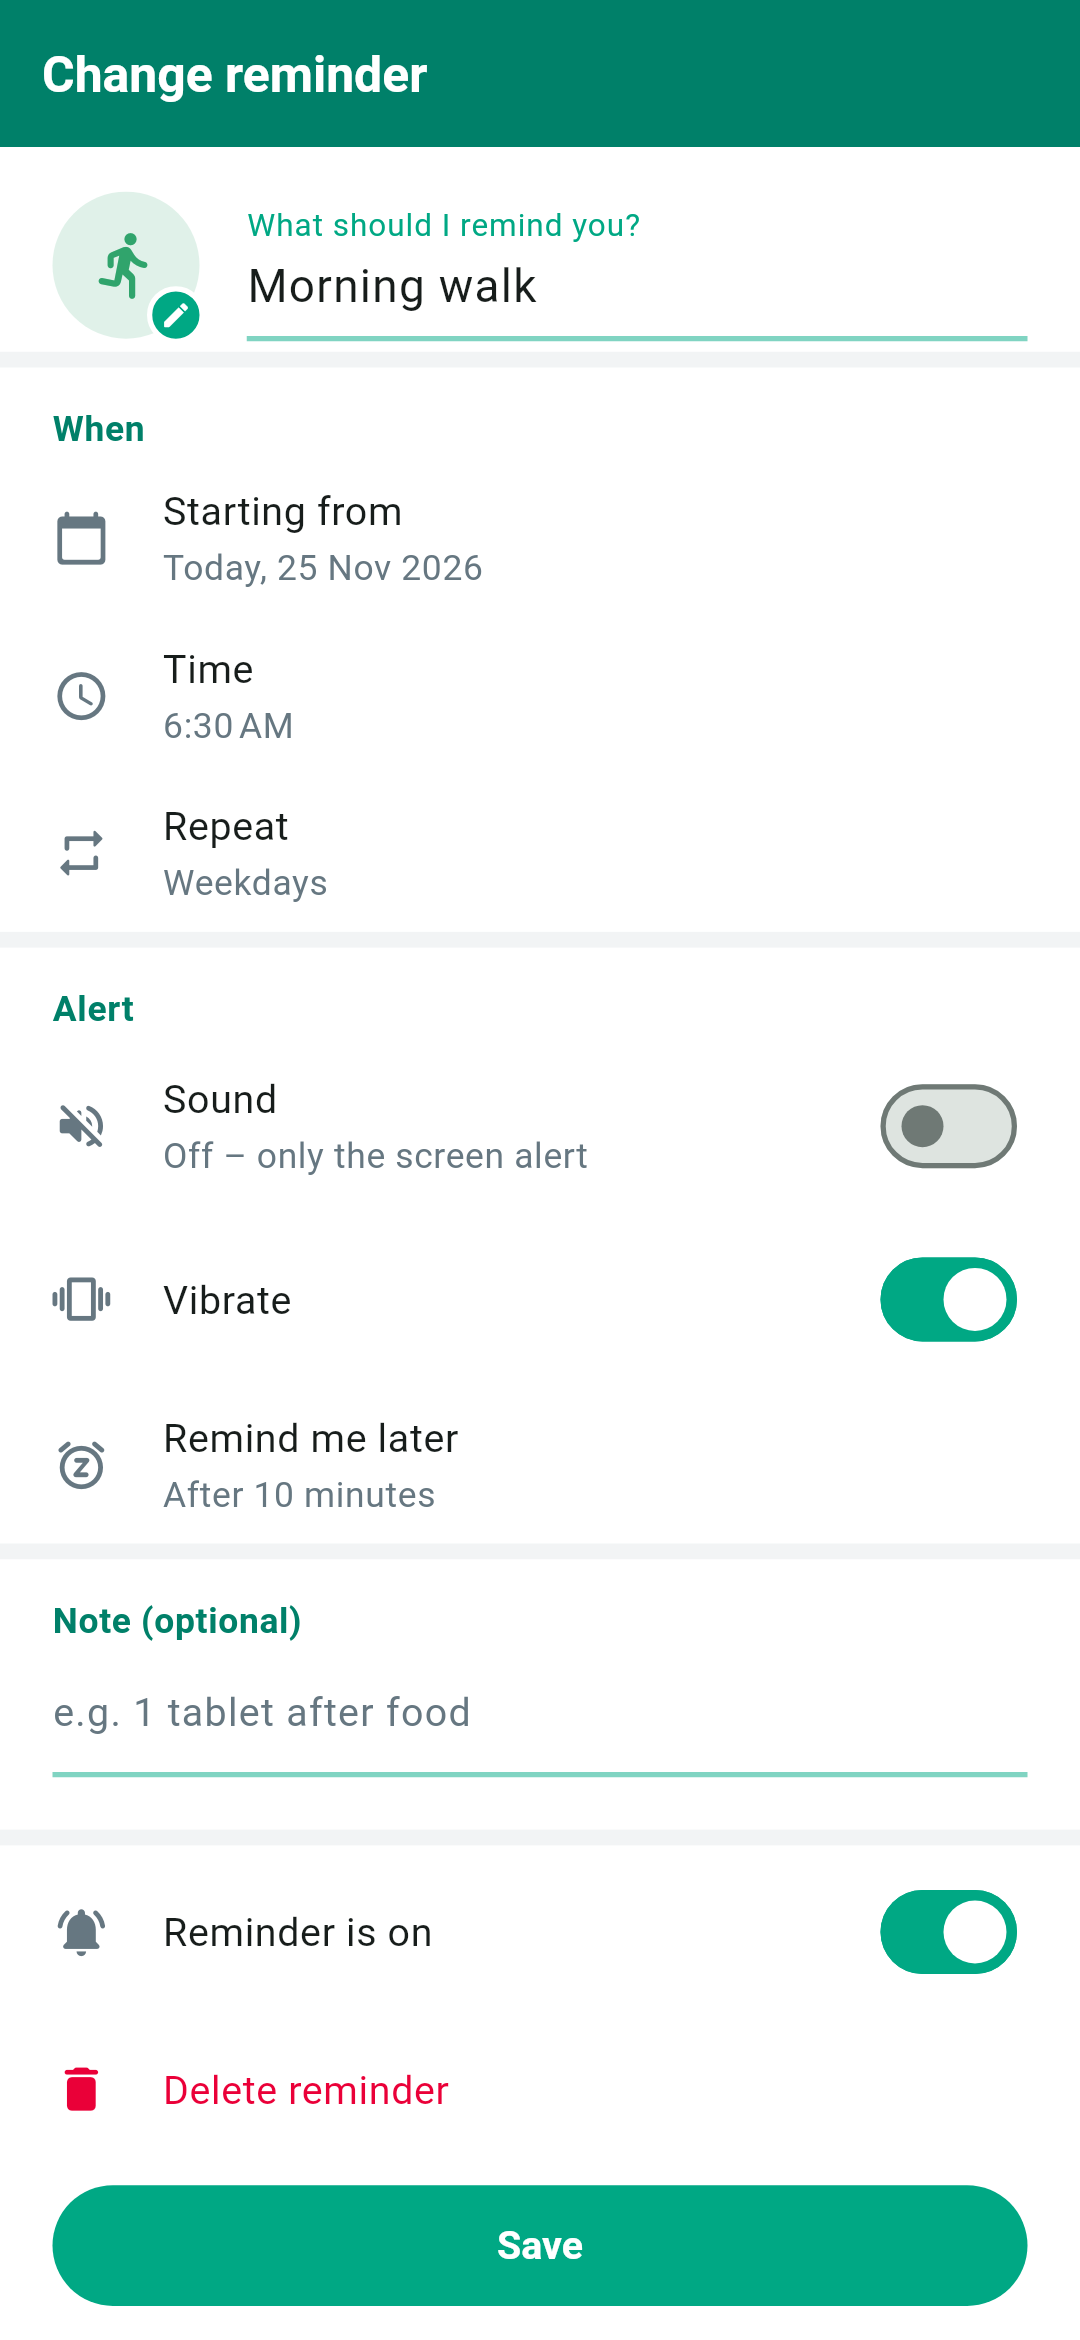 Change reminder
What should I remind you?
Morning walk
When
Starting from
Today, 25 Nov 2026
Time
6:30 AM
Repeat
Weekdays
Alert
Sound
Off – only the screen alert
Vibrate
Remind me later
After 10 minutes
Note (optional)
e.g. 1 tablet after food
Reminder is on
Delete reminder
Save